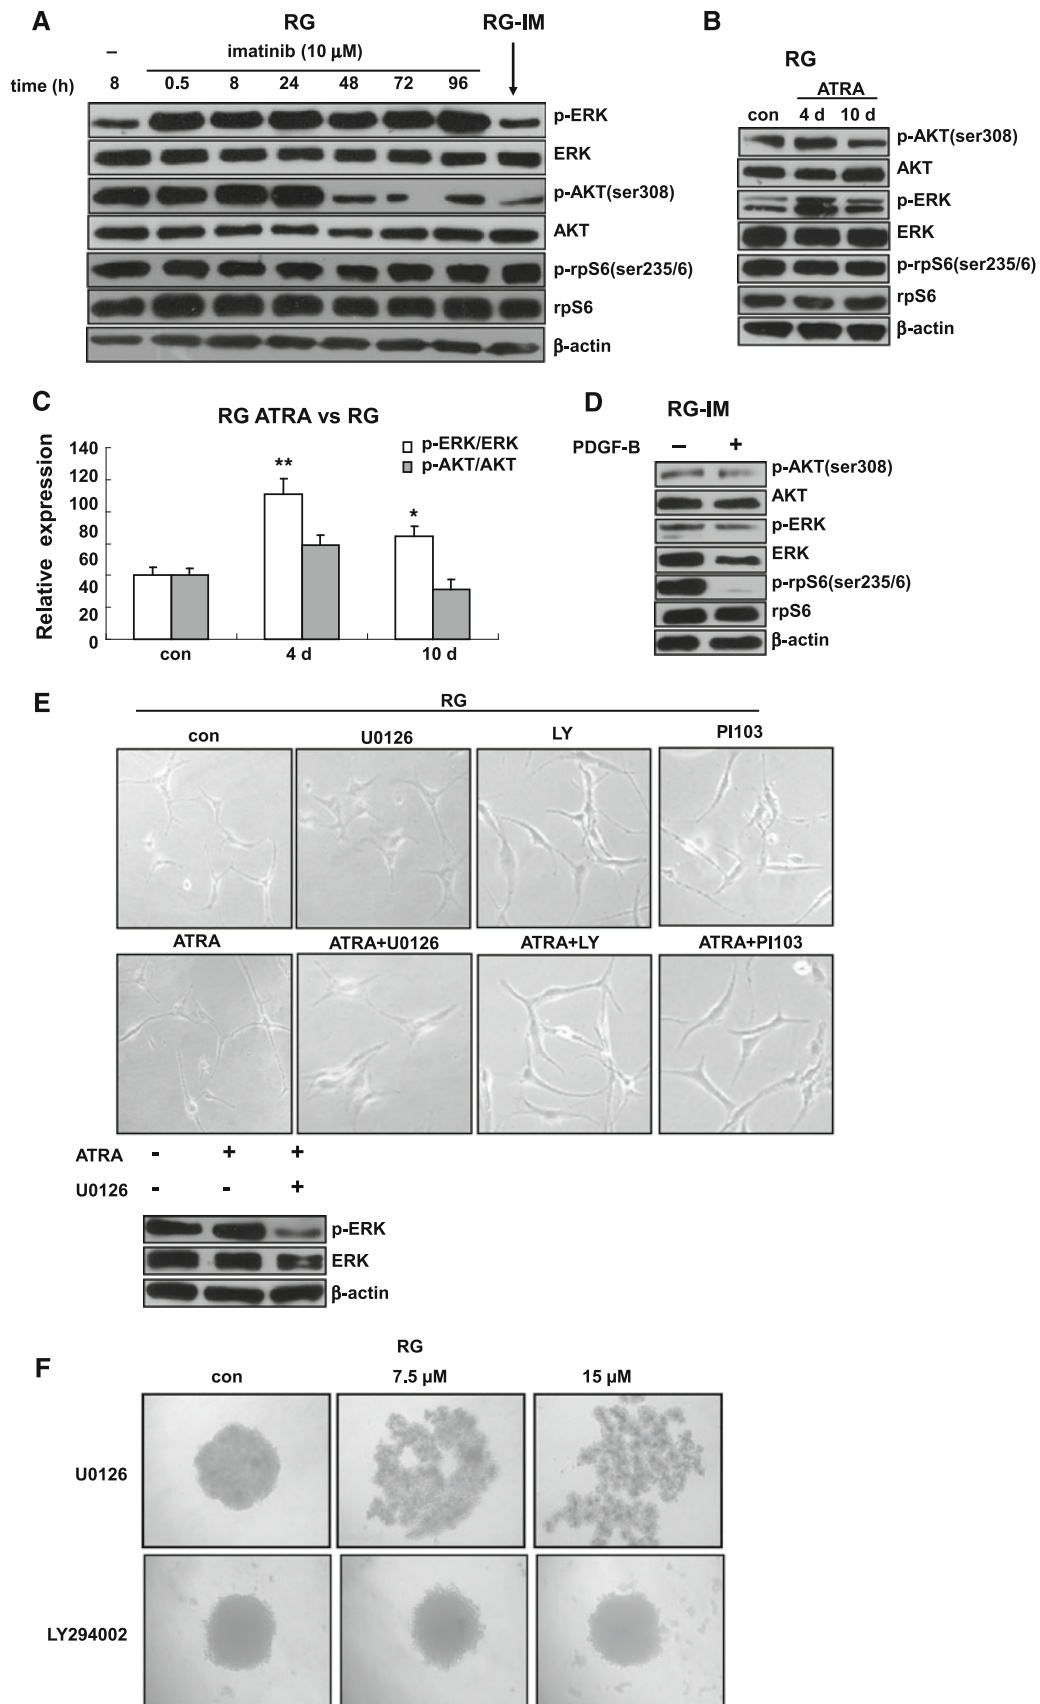 A
RG
RG-IM
–
imatinib (10 µM)
time (h) 8 0.5 8 24 48 72 96
p-ERK
ERK
p-AKT(ser308)
AKT
p-rpS6(ser235/6)
rpS6
β-actin
B
RG
ATRA
con 4 d 10 d
p-AKT(ser308)
AKT
p-ERK
ERK
p-rpS6(ser235/6)
rpS6
β-actin
C
RG ATRA vs RG
Relative expression
140
120
100
80
60
40
20
0
p-ERK/ERK
p-AKT/AKT
**
*
con 4 d 10 d
D
RG-IM
PDGF-B – +
p-AKT(ser308)
AKT
p-ERK
ERK
p-rpS6(ser235/6)
rpS6
β-actin
E
RG
con U0126 LY PI103
ATRA ATRA+U0126 ATRA+LY ATRA+PI103
ATRA - + +
U0126 - - +
p-ERK
ERK
β-actin
F
RG
con 7.5 µM 15 µM
U0126
LY294002